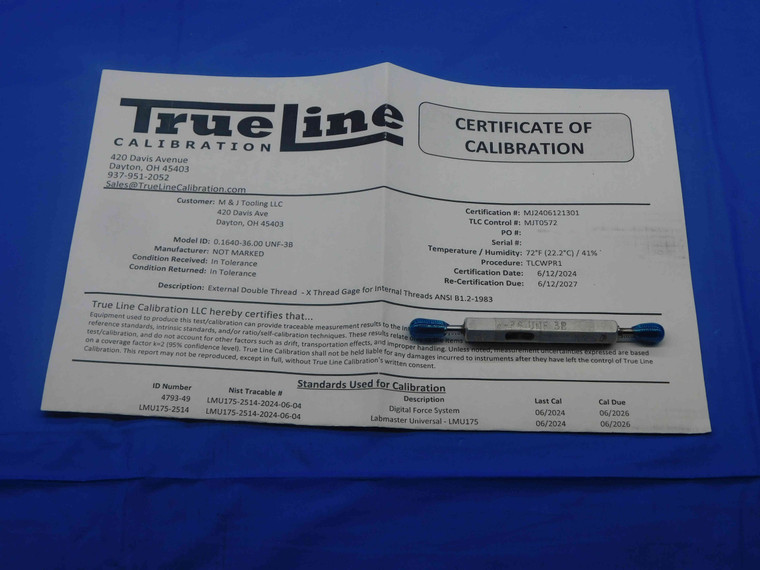 True Line
CALIBRATION
420 Davis Avenue
Dayton, OH 45403
937-951-2052
Sales@TrueLineCalibration.com
CERTIFICATE OF
CALIBRATION
Customer: M & J Tooling LLC
420 Davis Ave
Dayton, OH 45403
Model ID: 0.1640-36.00 UNF-3B
Manufacturer: NOT MARKED
Condition Received: In Tolerance
Condition Returned: In Tolerance
Certification #: MJ2406121301
TLC Control #: MJT0572
PO #:
Serial #:
Temperature / Humidity: 72°F (22.2°C) / 41%
Procedure: TLCWPR1
Certification Date: 6/12/2024
Re-Certification Due: 6/12/2027
Description: External Double Thread - X Thread Gage for Internal Threads ANSI B1.2-1983
True Line Calibration LLC hereby certifies that...
Equipment used to produce this test/calibration can provide traceable measurement results to the
reference standards, intrinsic standards, and/or ratio/self-calibration techniques. These results relate
test/calibration, and do not account for other factors such as drift, transportation effects, and improper handling. Unless noted, measurement uncertainties expressed are based
on a coverage factor k=2 (95% confidence level). True Line Calibration shall not be held liable for any damages incurred to instruments after they have left the control of True Line
Calibration. This report may not be reproduced, except in full, without True Line Calibration's written consent.
UNF 3B
Standards Used for Calibration
ID Number Nist Tracable # Description Last Cal Cal Due
4793-49 LMU175-2514-2024-06-04 Digital Force System 06/2024 06/2026
LMU175-2514 LMU175-2514-2024-06-04 Labmaster Universal - LMU175 06/2024 06/2026